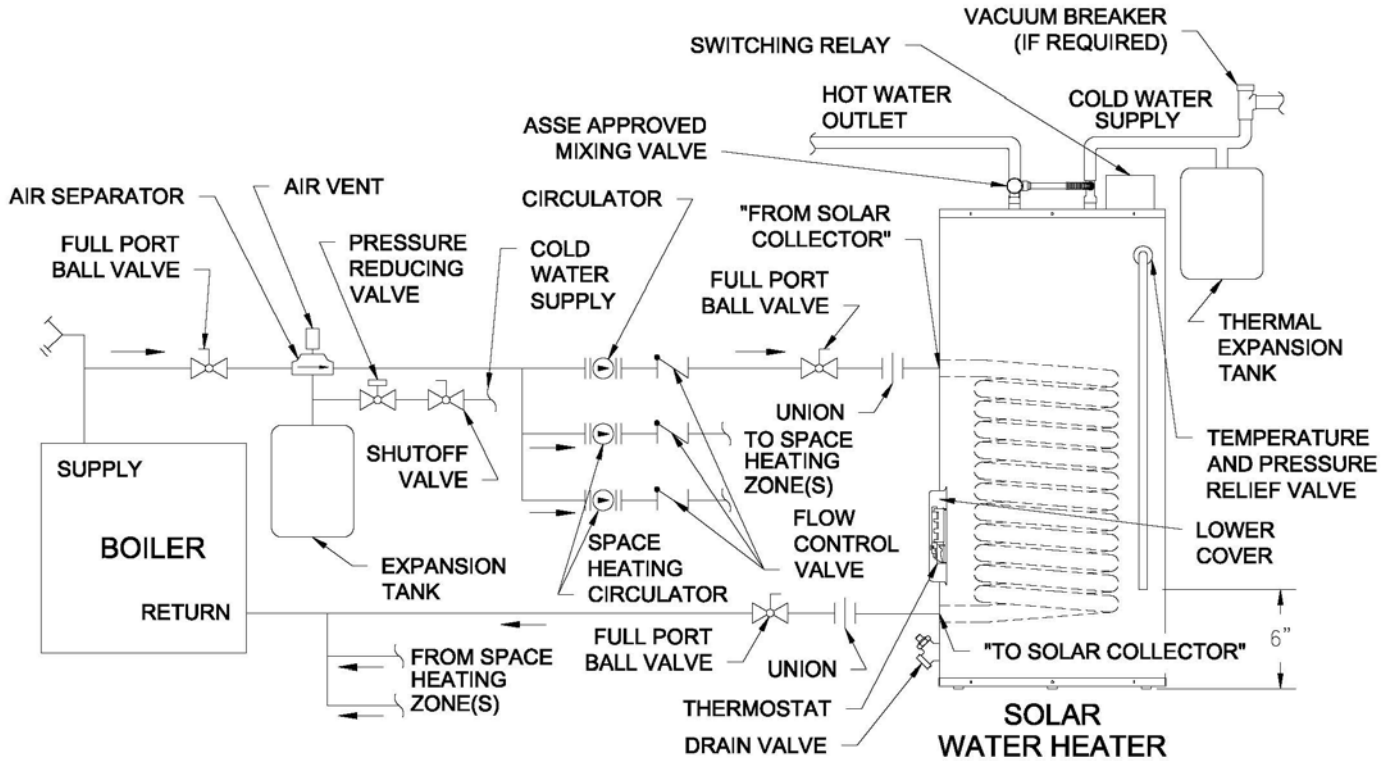 VACUUM BREAKER
(IF REQUIRED)
SWITCHING RELAY
HOT WATER
OUTLET
COLD WATER
SUPPLY
ASSE APPROVED
MIXING VALVE
AIR VENT
CIRCULATOR
AIR SEPARATOR
"FROM SOLAR
COLLECTOR"
FULL PORT
BALL VALVE
PRESSURE
REDUCING
VALVE
COLD
WATER
SUPPLY
FULL PORT
BALL VALVE
THERMAL
EXPANSION
TANK
UNION
SHUTOFF
VALVE
TO SPACE
HEATING
ZONE(S)
TEMPERATURE
AND PRESSURE
RELIEF VALVE
SUPPLY
BOILER
RETURN
EXPANSION
TANK
SPACE
HEATING
CIRCULATOR
FLOW
CONTROL
VALVE
LOWER
COVER
6"
FULL PORT
BALL VALVE
UNION
"TO SOLAR COLLECTOR"
FROM SPACE
HEATING
ZONE(S)
THERMOSTAT
DRAIN VALVE
SOLAR
WATER HEATER